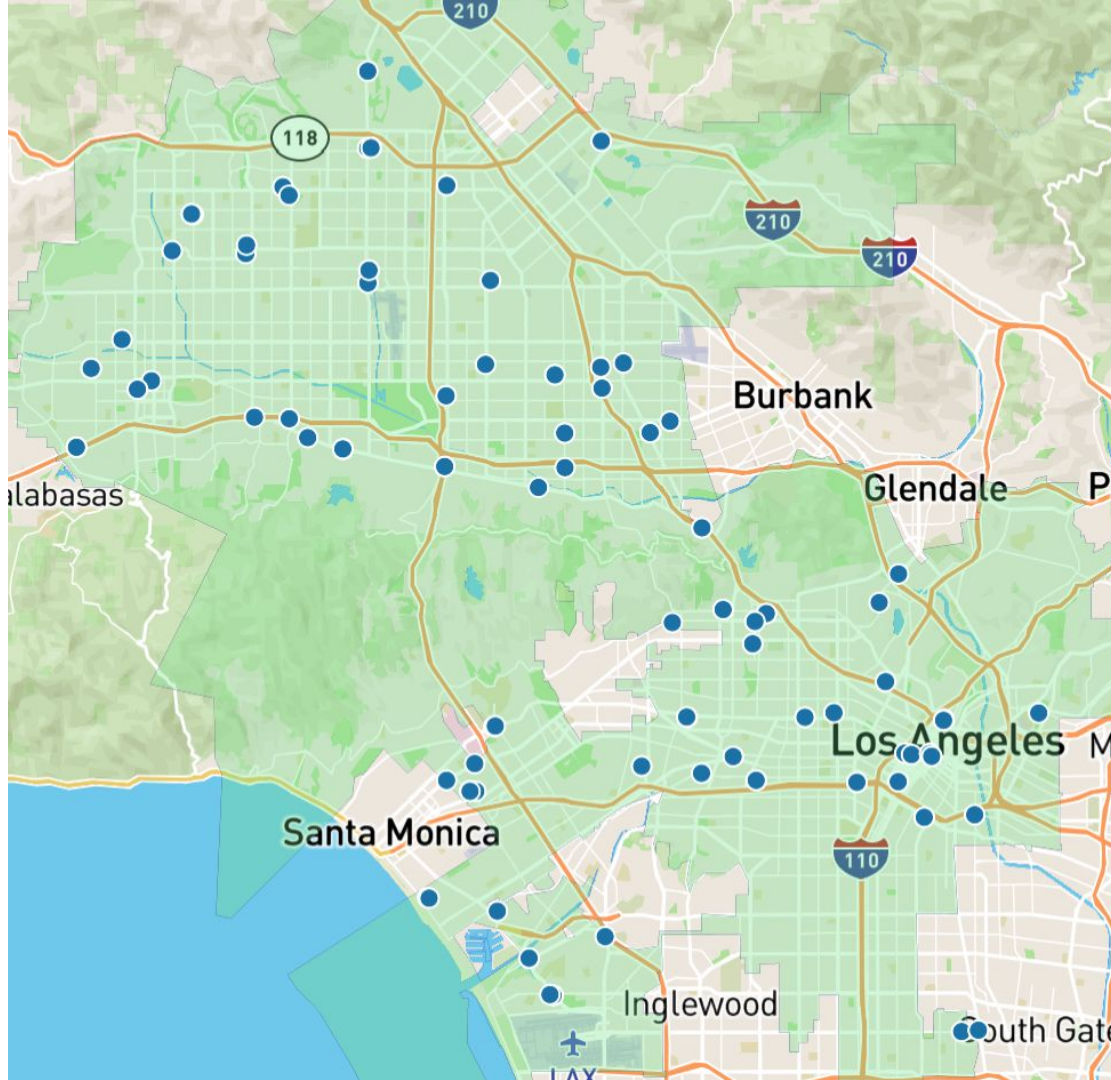 210
118
210
210
Burbank
Glendale
P
alabasas
Los Angeles
M
Santa Monica
110
Inglewood
South Gate
LAX